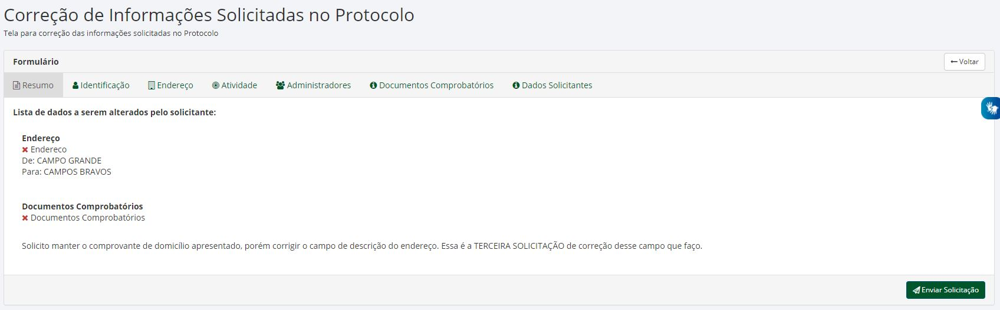 Correção de Informações Solicitadas no Protocolo
Tela para correção das informações solicitadas no Protocolo
Formulário
Voltar
Resumo Identificação Endereço Atividade Administradores Documentos Comprobatórios Dados Solicitantes
Lista de dados a serem alterados pelo solicitante:
Endereço
Endereco
De: CAMPO GRANDE
Para: CAMPOS BRAVOS
Documentos Comprobatórios
Documentos Comprobatórios
Solicito manter o comprovante de domicílio apresentado, porém corrigir o campo de descrição do endereço. Essa é a TERCEIRA SOLICITAÇÃO de correção desse campo que faço.
Enviar Solicitação